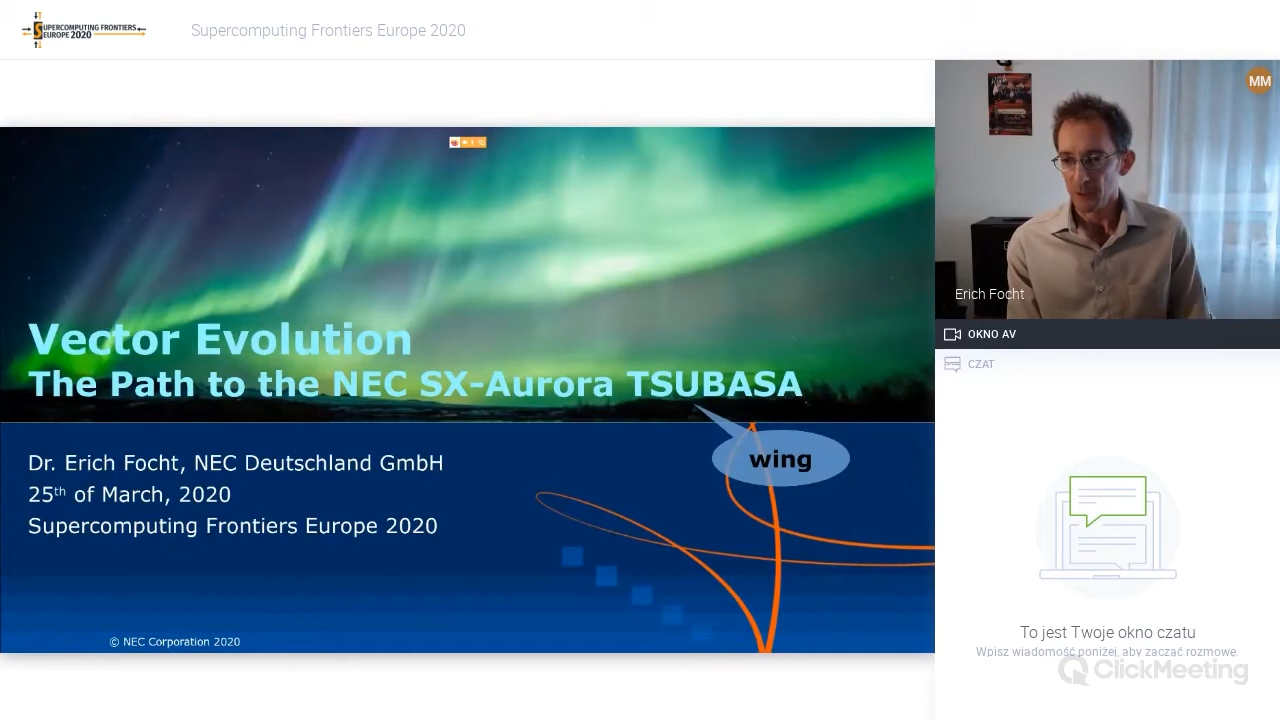 SUPERCOMPUTING FRONTIERS
EUROPE 2020
Supercomputing Frontiers Europe 2020
Vector Evolution
The Path to the NEC SX-Aurora TSUBASA
wing
Dr. Erich Focht, NEC Deutschland GmbH
25th of March, 2020
Supercomputing Frontiers Europe 2020
© NEC Corporation 2020
MM
Erich Focht
OKNO AV
CZAT
To jest Twoje okno czatu
Wpisz wiadomość poniżej, aby zacząć rozmowę.
ClickMeeting